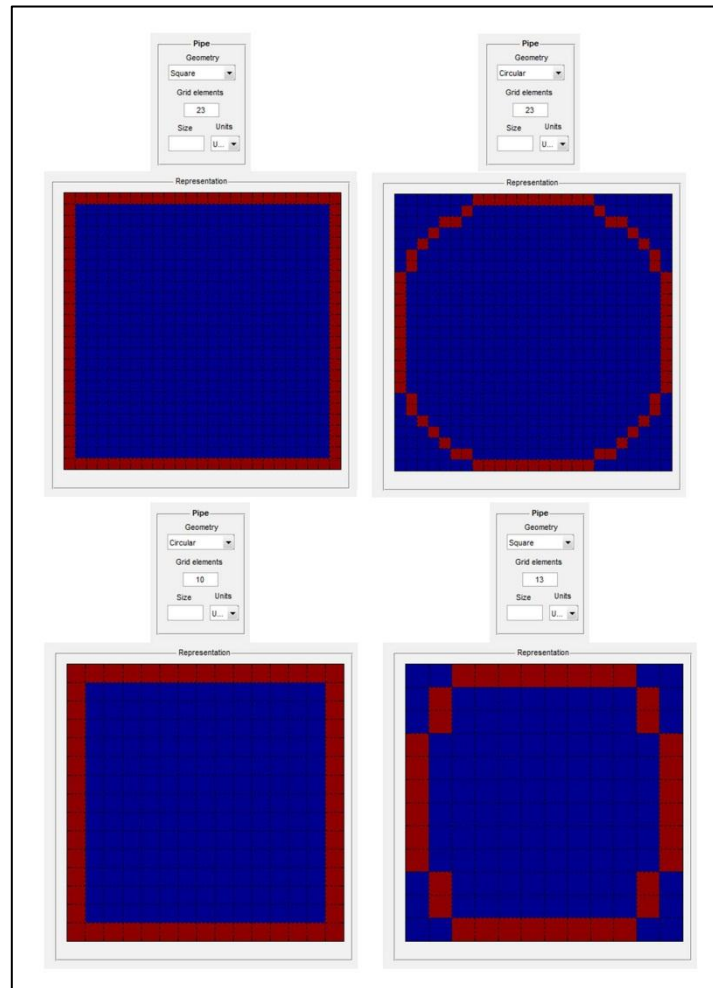 Pipe
Geometry
Square
Grid elements
23
Size Units
U...
Representation
Pipe
Geometry
Circular
Grid elements
23
Size Units
U...
Representation
Pipe
Geometry
Circular
Grid elements
10
Size Units
U...
Representation
Pipe
Geometry
Square
Grid elements
13
Size Units
U...
Representation